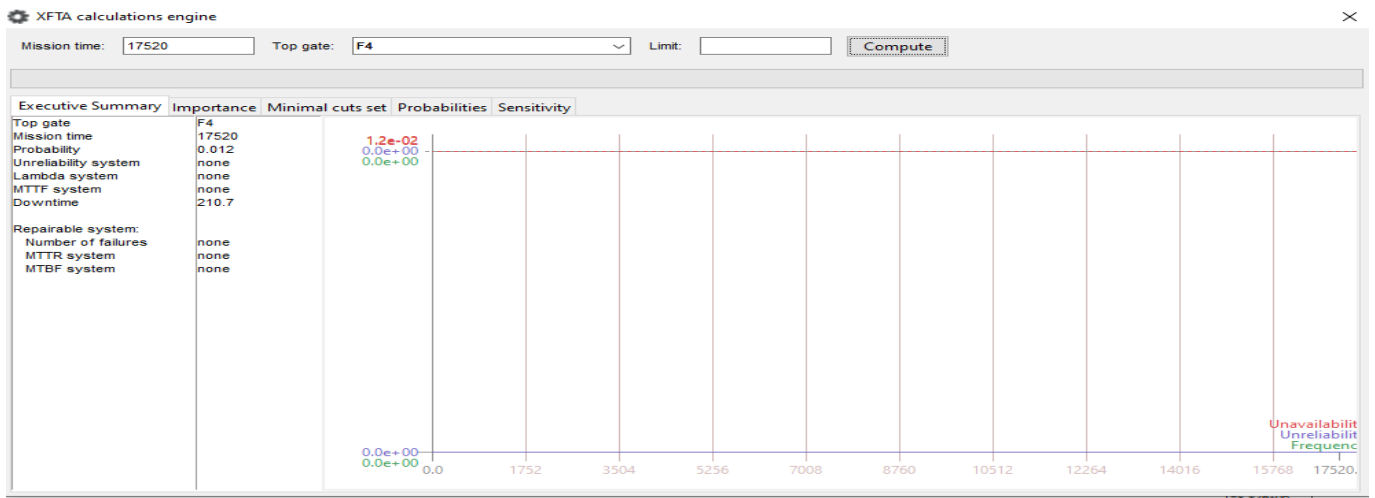 XFTA calculations engine
Mission time: 17520 Top gate: F4 Limit: Compute
Executive Summary Importance Minimal cuts set Probabilities Sensitivity
Top gate F4
Mission time 17520
Probability 0.012
Unreliability system none
Lambda system none
MTTF system none
Downtime 210.7
Repairable system:
Number of failures none
MTTR system none
MTBF system none
1.2e-02
0.0e+00
0.0e+00
Unavailabilit
Unreliabilit
Frequenc
0.0e+00
0.0e+00
0.0 1752 3504 5256 7008 8760 10512 12264 14016 15768 17520.